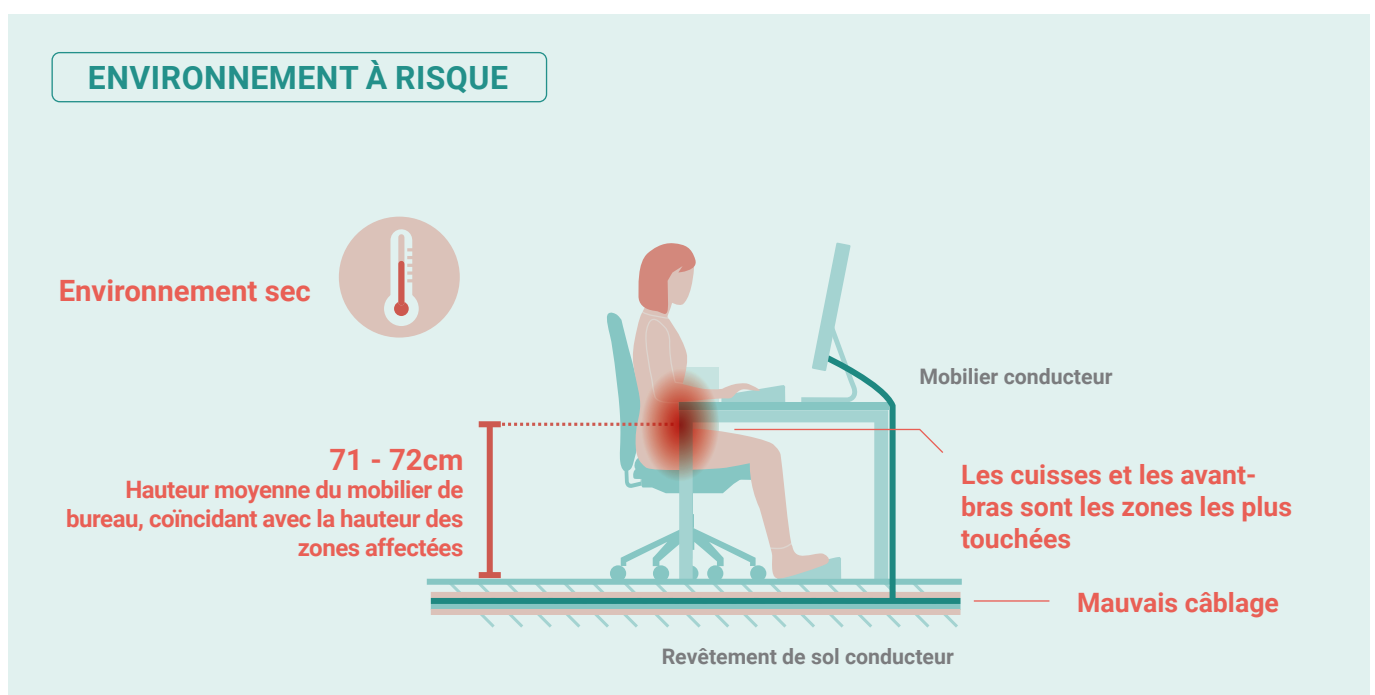 ENVIRONNEMENT À RISQUE
Environnement sec
Mobilier conducteur
71 - 72cm
Hauteur moyenne du mobilier de
bureau, coïncidant avec la hauteur des
zones affectées
Les cuisses et les avant-
bras sont les zones les plus
touchées
Mauvais câblage
Revêtement de sol conducteur